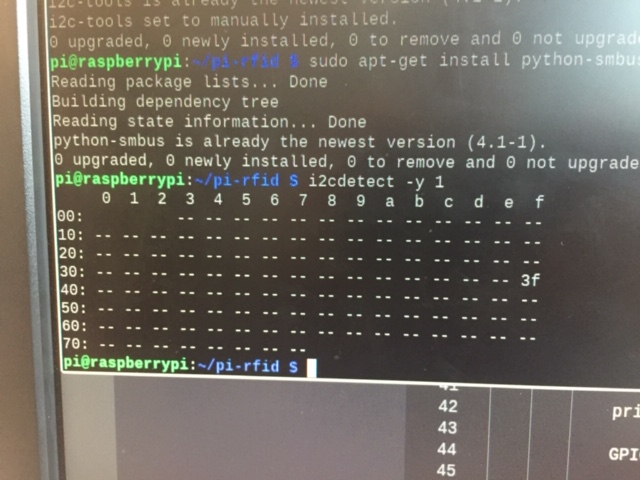 i2c-tools is already the newest version (4.1-1).
i2c-tools set to manually installed.
0 upgraded, 0 newly installed, 0 to remove and 0 not upgrade
pi@raspberrypi:~/pi-rfid $ sudo apt-get install python-smbus
Reading package lists... Done
Building dependency tree
Reading state information... Done
python-smbus is already the newest version (4.1-1).
0 upgraded, 0 newly installed, 0 to remove and 0 not upgrade
pi@raspberrypi:~/pi-rfid $ i2cdetect -y 1
0 1 2 3 4 5 6 7 8 9 a b c d e f
00: -- -- -- -- -- -- -- -- -- -- -- -- --
10: -- -- -- -- -- -- -- -- -- -- -- -- -- -- -- --
20: -- -- -- -- -- -- -- -- -- -- -- -- -- -- -- --
30: -- -- -- -- -- -- -- -- -- -- -- -- -- -- -- 3f
40: -- -- -- -- -- -- -- -- -- -- -- -- -- -- -- --
50: -- -- -- -- -- -- -- -- -- -- -- -- -- -- -- --
60: -- -- -- -- -- -- -- -- -- -- -- -- -- -- -- --
70: -- -- -- -- -- -- -- --
pi@raspberrypi:~/pi-rfid $
41
42 pri
43
44 GPIO
45